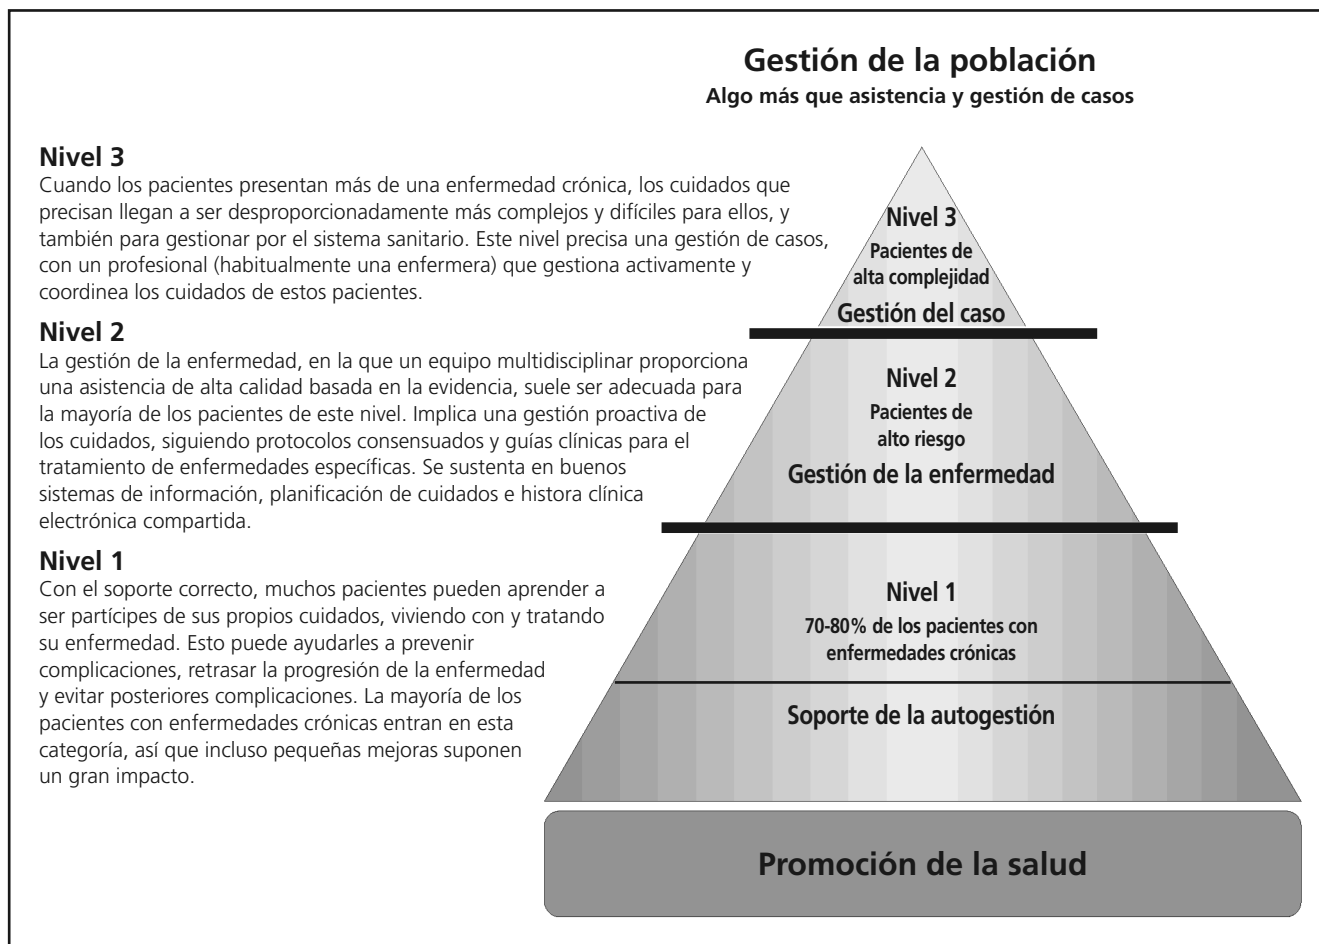 Gestión de la población
Algo más que asistencia y gestión de casos
Nivel 3
Cuando los pacientes presentan más de una enfermedad crónica, los cuidados que
precisan llegan a ser desproporcionadamente más complejos y difíciles para ellos, y
también para gestionar por el sistema sanitario. Este nivel precisa una gestión de casos,
con un profesional (habitualmente una enfermera) que gestiona activamente y
coordinea los cuidados de estos pacientes.
Nivel 2
La gestión de la enfermedad, en la que un equipo multidisciplinar proporciona
una asistencia de alta calidad basada en la evidencia, suele ser adecuada para
la mayoría de los pacientes de este nivel. Implica una gestión proactiva de
los cuidados, siguiendo protocolos consensuados y guías clínicas para el
tratamiento de enfermedades específicas. Se sustenta en buenos
sistemas de información, planificación de cuidados e histora clínica
electrónica compartida.
Nivel 1
Con el soporte correcto, muchos pacientes pueden aprender a
ser partícipes de sus propios cuidados, viviendo con y tratando
su enfermedad. Esto puede ayudarles a prevenir
complicaciones, retrasar la progresión de la enfermedad
y evitar posteriores complicaciones. La mayoría de los
pacientes con enfermedades crónicas entran en esta
categoría, así que incluso pequeñas mejoras suponen
un gran impacto.
Nivel 3
Pacientes de
alta complejidad
Gestión del caso
Nivel 2
Pacientes de
alto riesgo
Gestión de la enfermedad
Nivel 1
70-80% de los pacientes con
enfermedades crónicas
Soporte de la autogestión
Promoción de la salud